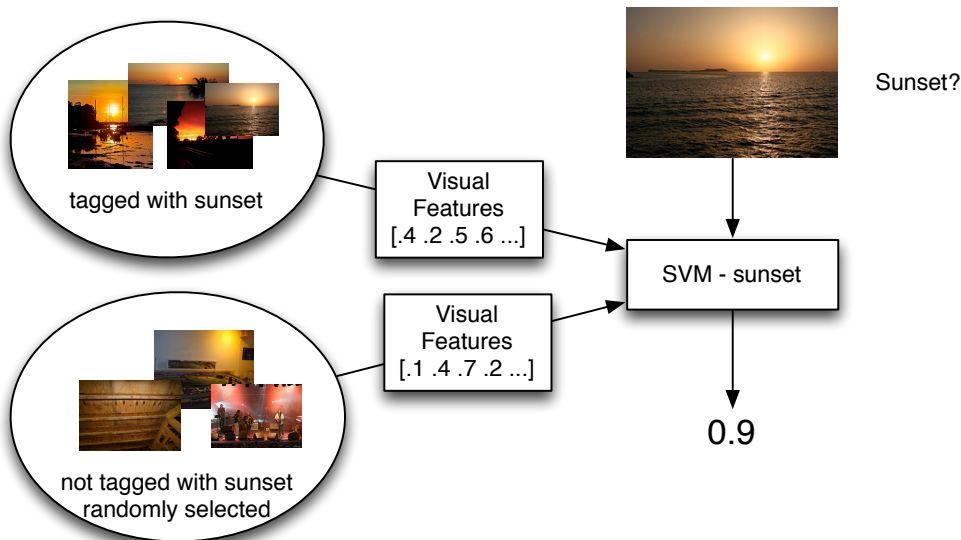 tagged with sunset
Visual
Features
[.4 .2 .5 .6 ...]
Sunset?
SVM - sunset
Visual
Features
[.1 .4 .7 .2 ...]
0.9
not tagged with sunset
randomly selected